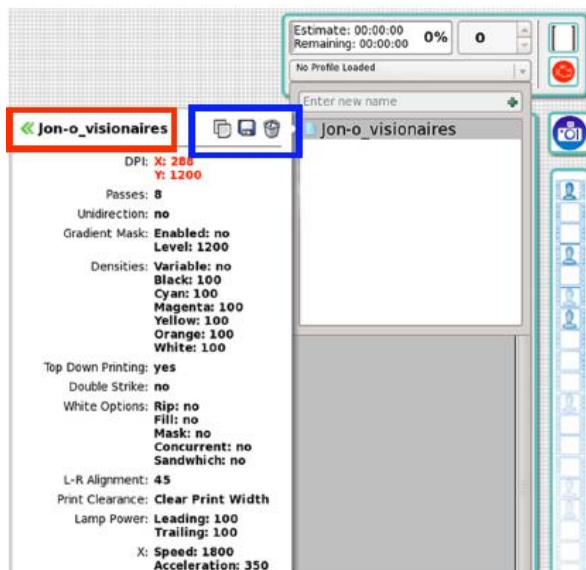 Estimate: 00:00:00
Remaining: 00:00:00
0%
0
No Profile Loaded
Enter new name
Jon-o_visionaires
Jon-o_visionaires
DPI: X: 288
Y: 1200
Passes: 8
Unidirection: no
Gradient Mask: Enabled: no
Level: 1200
Densities: Variable: no
Black: 100
Cyan: 100
Magenta: 100
Yellow: 100
Orange: 100
White: 100
Top Down Printing: yes
Double Strike: no
White Options: Rip: no
Fill: no
Mask: no
Concurrent: no
Sandwhich: no
L-R Alignment: 45
Print Clearance: Clear Print Width
Lamp Power: Leading: 100
Trailing: 100
X: Speed: 1800
Acceleration: 350